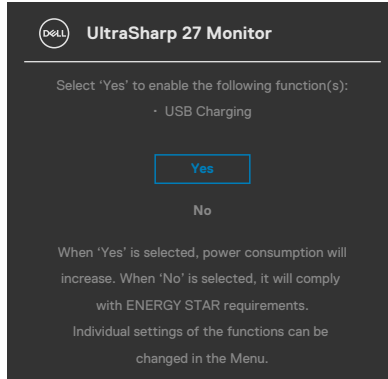 DELL
UltraSharp 27 Monitor
Select ‘Yes’ to enable the following function(s):
· USB Charging
Yes
No
When ‘Yes’ is selected, power consumption will
increase. When ‘No’ is selected, it will comply
with ENERGY STAR requirements.
Individual settings of the functions can be
changed in the Menu.